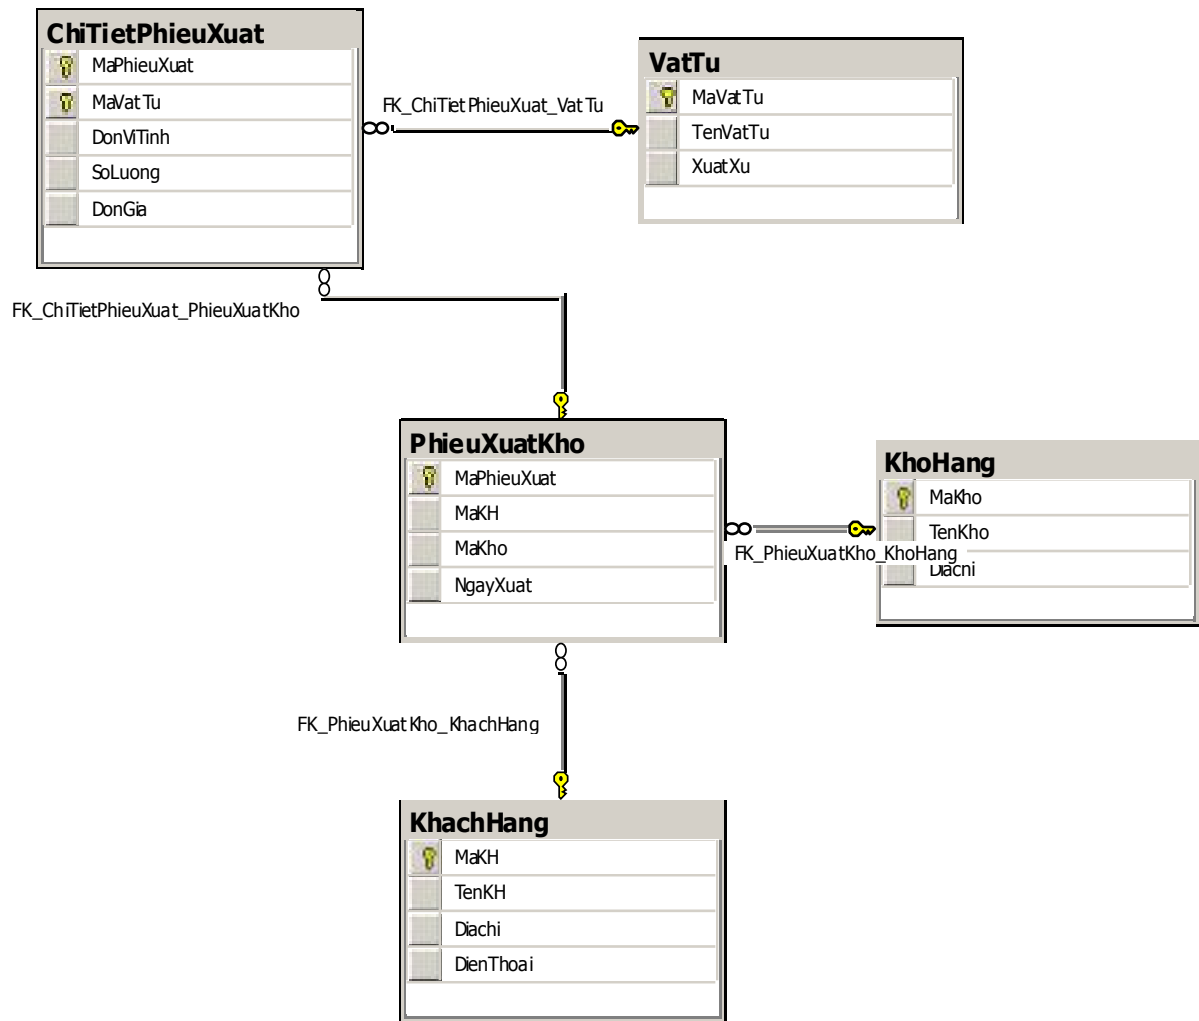 ChiTietPhieuXuat
MaPhieuXuat
MaVatTu
DonViTinh
SoLuong
DonGia
FK_ChiTietPhieuXuat_VatTu
VatTu
MaVatTu
TenVatTu
XuatXu
FK_ChiTietPhieuXuat_PhieuXuatKho
PhieuXuatKho
MaPhieuXuat
MaKH
MaKho
NgayXuat
FK_PhieuXuatKho_KhoHang
KhoHang
MaKho
TenKho
Diachi
FK_PhieuXuatKho_KhachHang
KhachHang
MaKH
TenKH
Diachi
DienThoai